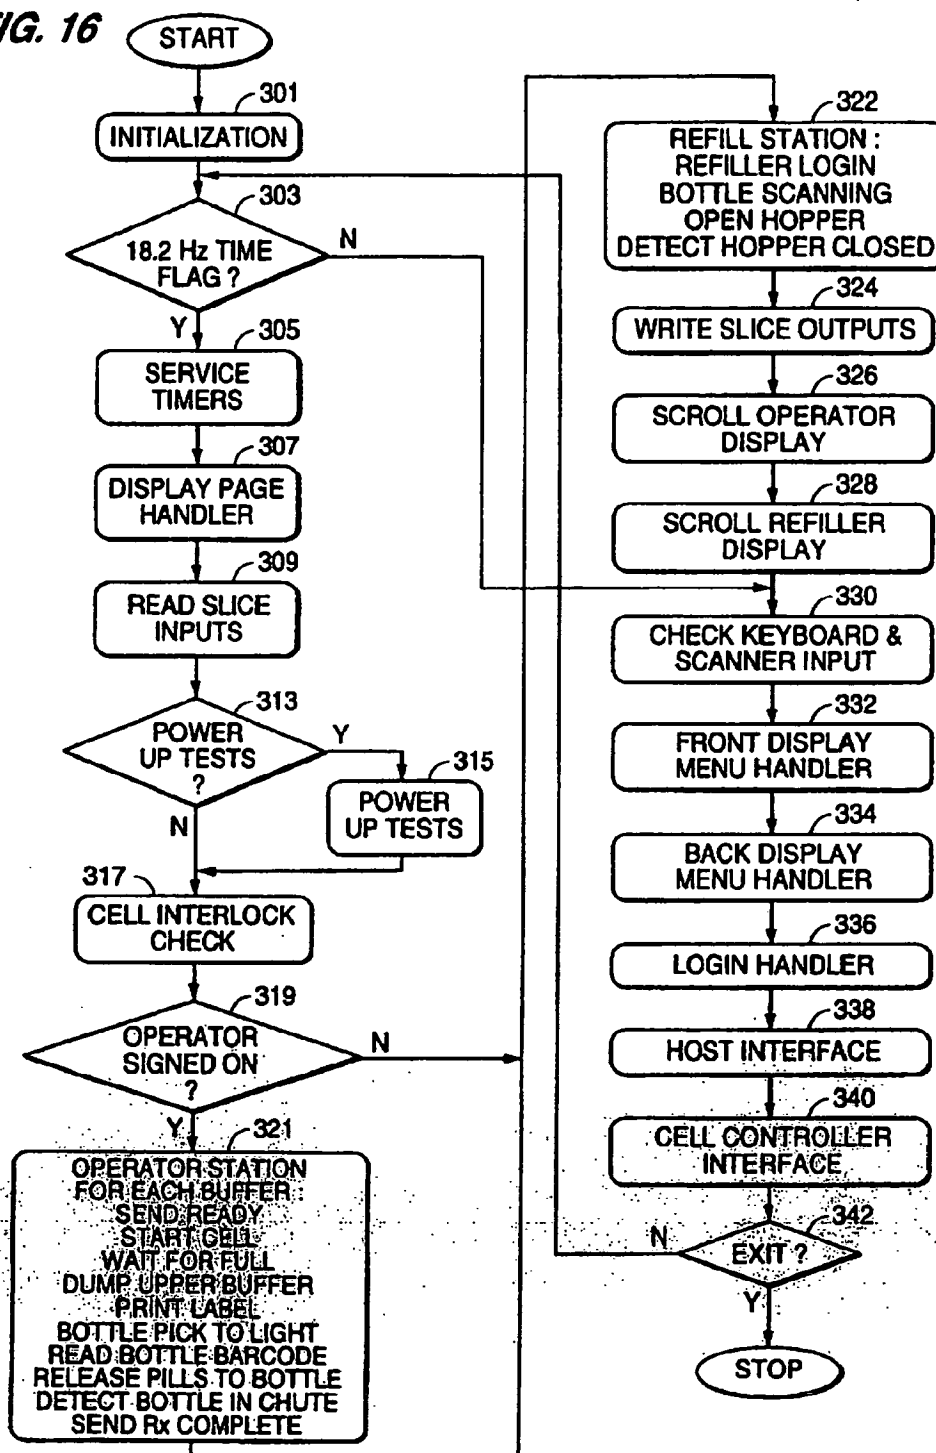 FIG. 16
START
301
INITIALIZATION
303
18.2 Hz TIME
FLAG ?
N
Y
305
SERVICE
TIMERS
307
DISPLAY PAGE
HANDLER
309
READ SLICE
INPUTS
313
POWER
UP TESTS
?
Y
N
315
POWER
UP TESTS
317
CELL INTERLOCK
CHECK
319
OPERATOR
SIGNED ON
?
N
Y
321
OPERATOR STATION
FOR EACH BUFFER :
SEND READY
START CELL
WAIT FOR FULL
DUMP UPPER BUFFER
PRINT LABEL
BOTTLE PICK TO LIGHT
READ BOTTLE BARCODE
RELEASE PILLS TO BOTTLE
DETECT BOTTLE IN CHUTE
SEND Rx COMPLETE
322
REFILL STATION :
REFILLER LOGIN
BOTTLE SCANNING
OPEN HOPPER
DETECT HOPPER CLOSED
324
WRITE SLICE OUTPUTS
326
SCROLL OPERATOR
DISPLAY
328
SCROLL REFILLER
DISPLAY
330
CHECK KEYBOARD &
SCANNER INPUT
332
FRONT DISPLAY
MENU HANDLER
334
BACK DISPLAY
MENU HANDLER
336
LOGIN HANDLER
338
HOST INTERFACE
340
CELL CONTROLLER
INTERFACE
342
EXIT ?
N
Y
STOP